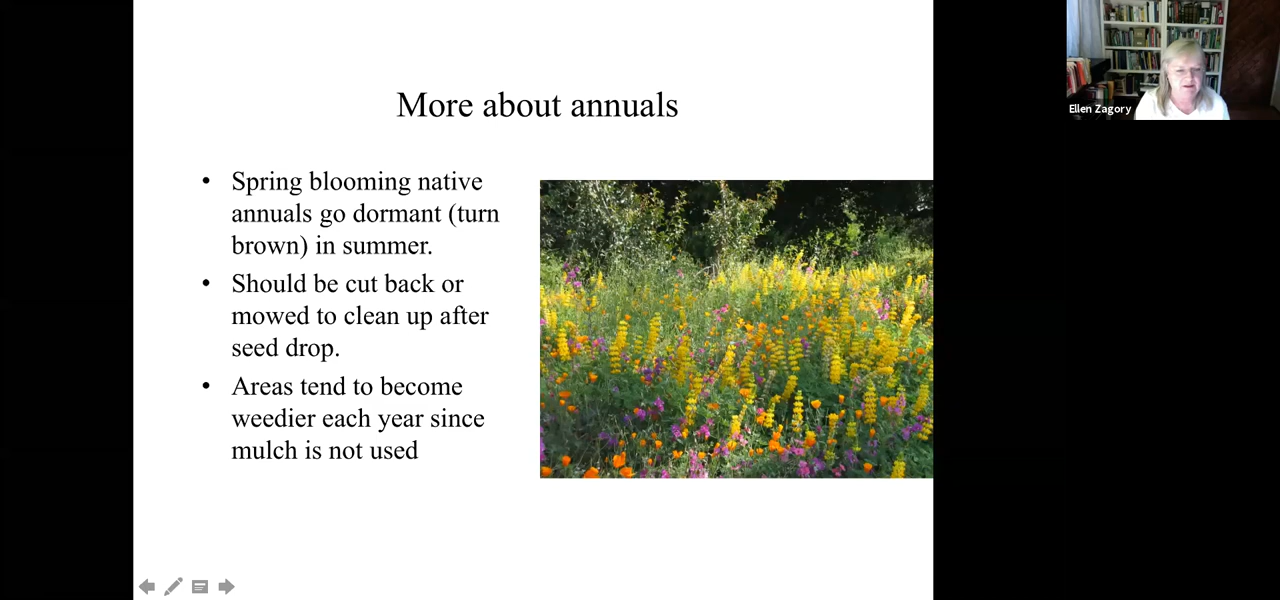 More about annuals
• Spring blooming native
annuals go dormant (turn
brown) in summer.
• Should be cut back or
mowed to clean up after
seed drop.
• Areas tend to become
weedier each year since
mulch is not used
Ellen Zagory